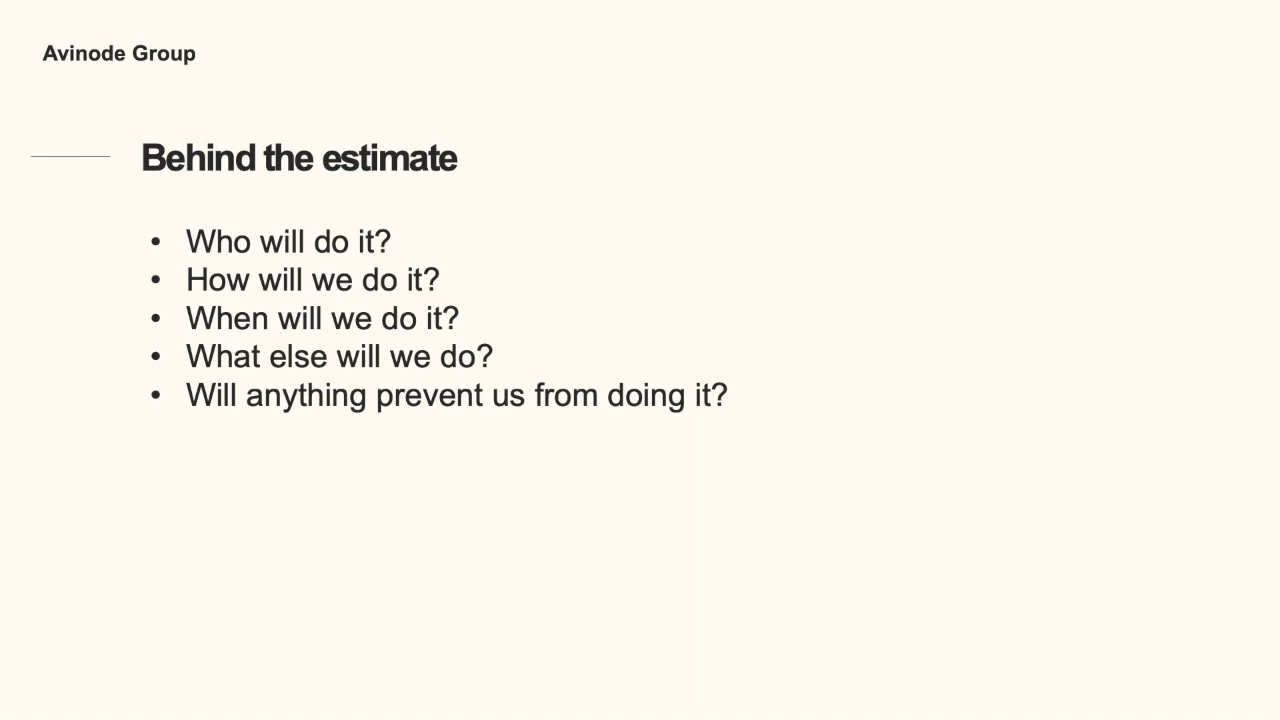 Avinode Group
Behind the estimate
• Who will do it?
• How will we do it?
• When will we do it?
• What else will we do?
• Will anything prevent us from doing it?